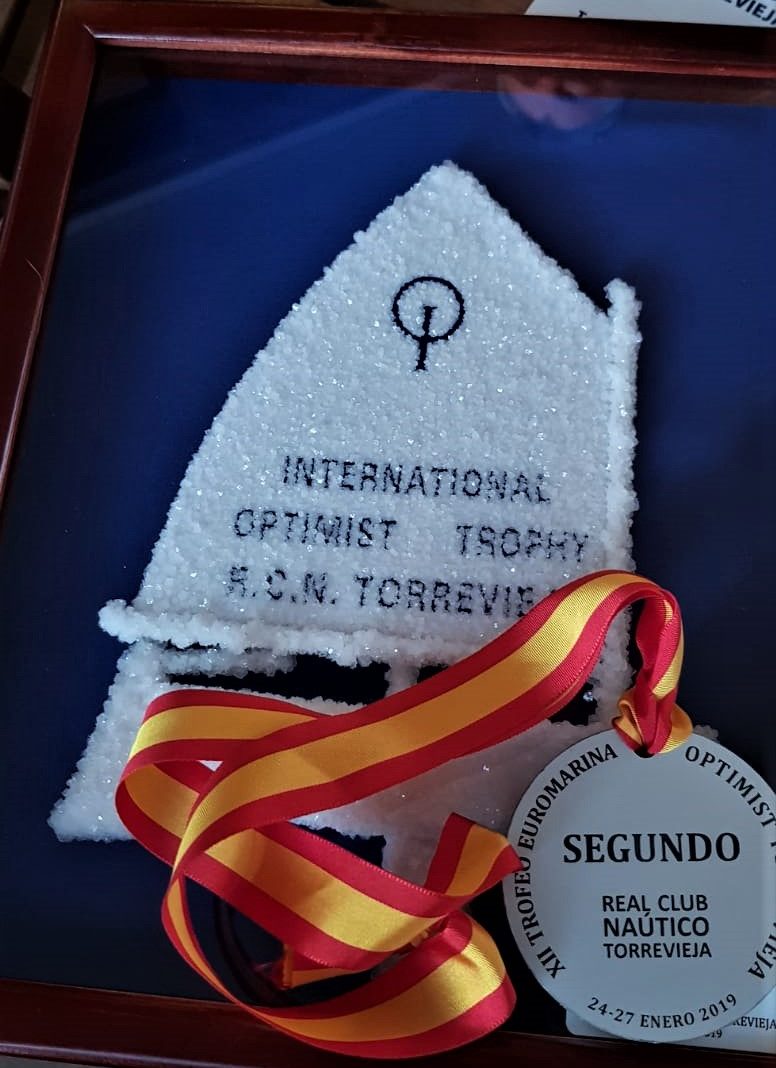 INTERNATIONAL
OPTIMIST TROPHY
R.C.N. TORREVIE
XII TROFEO EUROMARINA OPTIMIST
SEGUNDO
REAL CLUB
NAÚTICO
TORREVIEJA
24-27 ENERO 2019